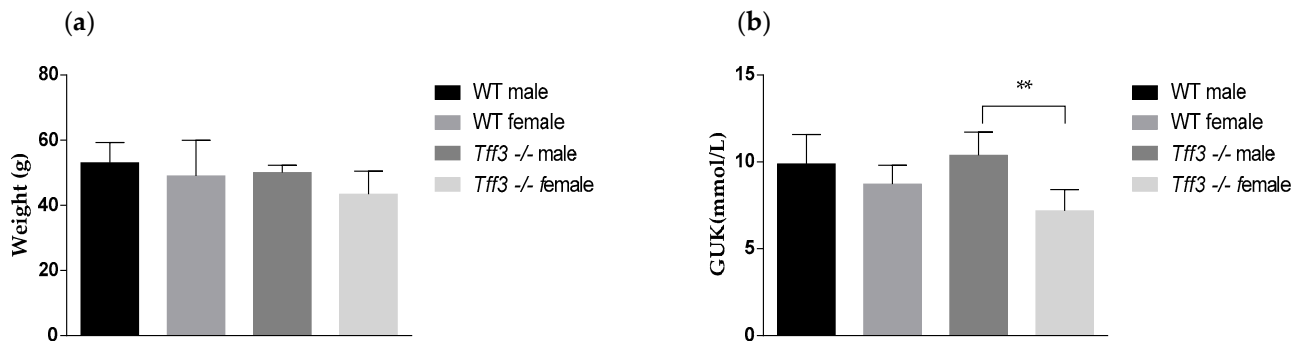 (a)
80
60
40
20
0
Weight (g)
WT male
WT female
Tff3 -/- male
Tff3 -/- female
(b)
15
10
5
0
GUK(mmol/L)
**
WT male
WT female
Tff3 -/- male
Tff3 -/- female